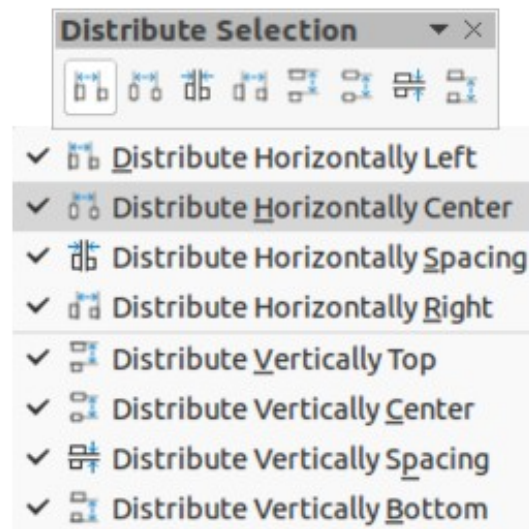 Distribute Selection
Distribute Horizontally Left
Distribute Horizontally Center
Distribute Horizontally Spacing
Distribute Horizontally Right
Distribute Vertically Top
Distribute Vertically Center
Distribute Vertically Spacing
Distribute Vertically Bottom